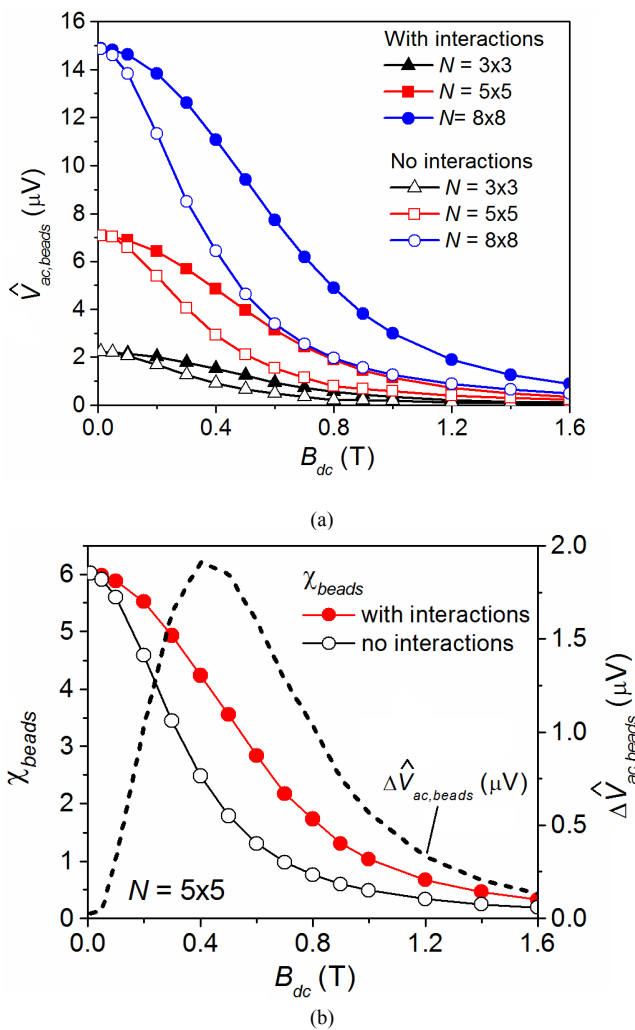 16
14
12
10
8
6
4
2
0
V̂ac,beads (μV)
With interactions
N = 3x3
N = 5x5
N= 8x8
No interactions
N = 3x3
N = 5x5
N = 8x8
0.0 0.4 0.8 1.2 1.6
Bdc (T)
(a)
6
5
4
3
2
1
0
χbeads
χbeads
with interactions
no interactions
ΔV̂ac,beads (μV)
N = 5x5
2.0
1.5
1.0
0.5
0.0
ΔV̂ac,beads (μV)
0.0 0.4 0.8 1.2 1.6
Bdc (T)
(b)